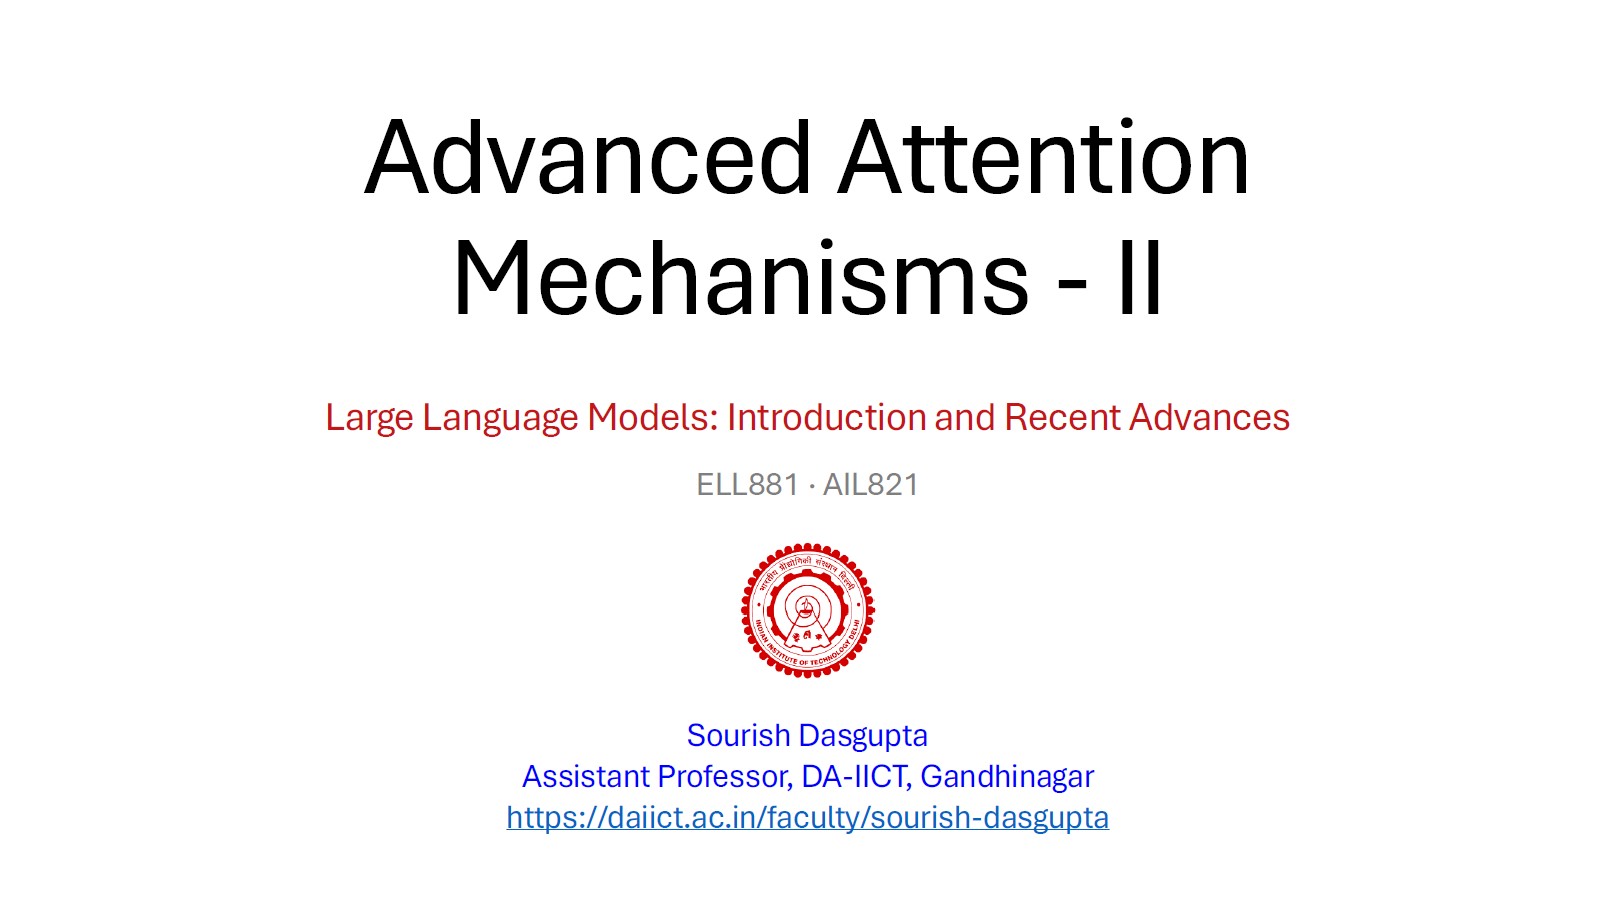 Advanced Attention
Mechanisms - II
Large Language Models: Introduction and Recent Advances
ELL881 · AIL821
भारतीय प्रौद्योगिकी संस्थान दिल्ली
INDIAN INSTITUTE OF TECHNOLOGY DELHI
Sourish Dasgupta
Assistant Professor, DA-IICT, Gandhinagar
https://daiict.ac.in/faculty/sourish-dasgupta